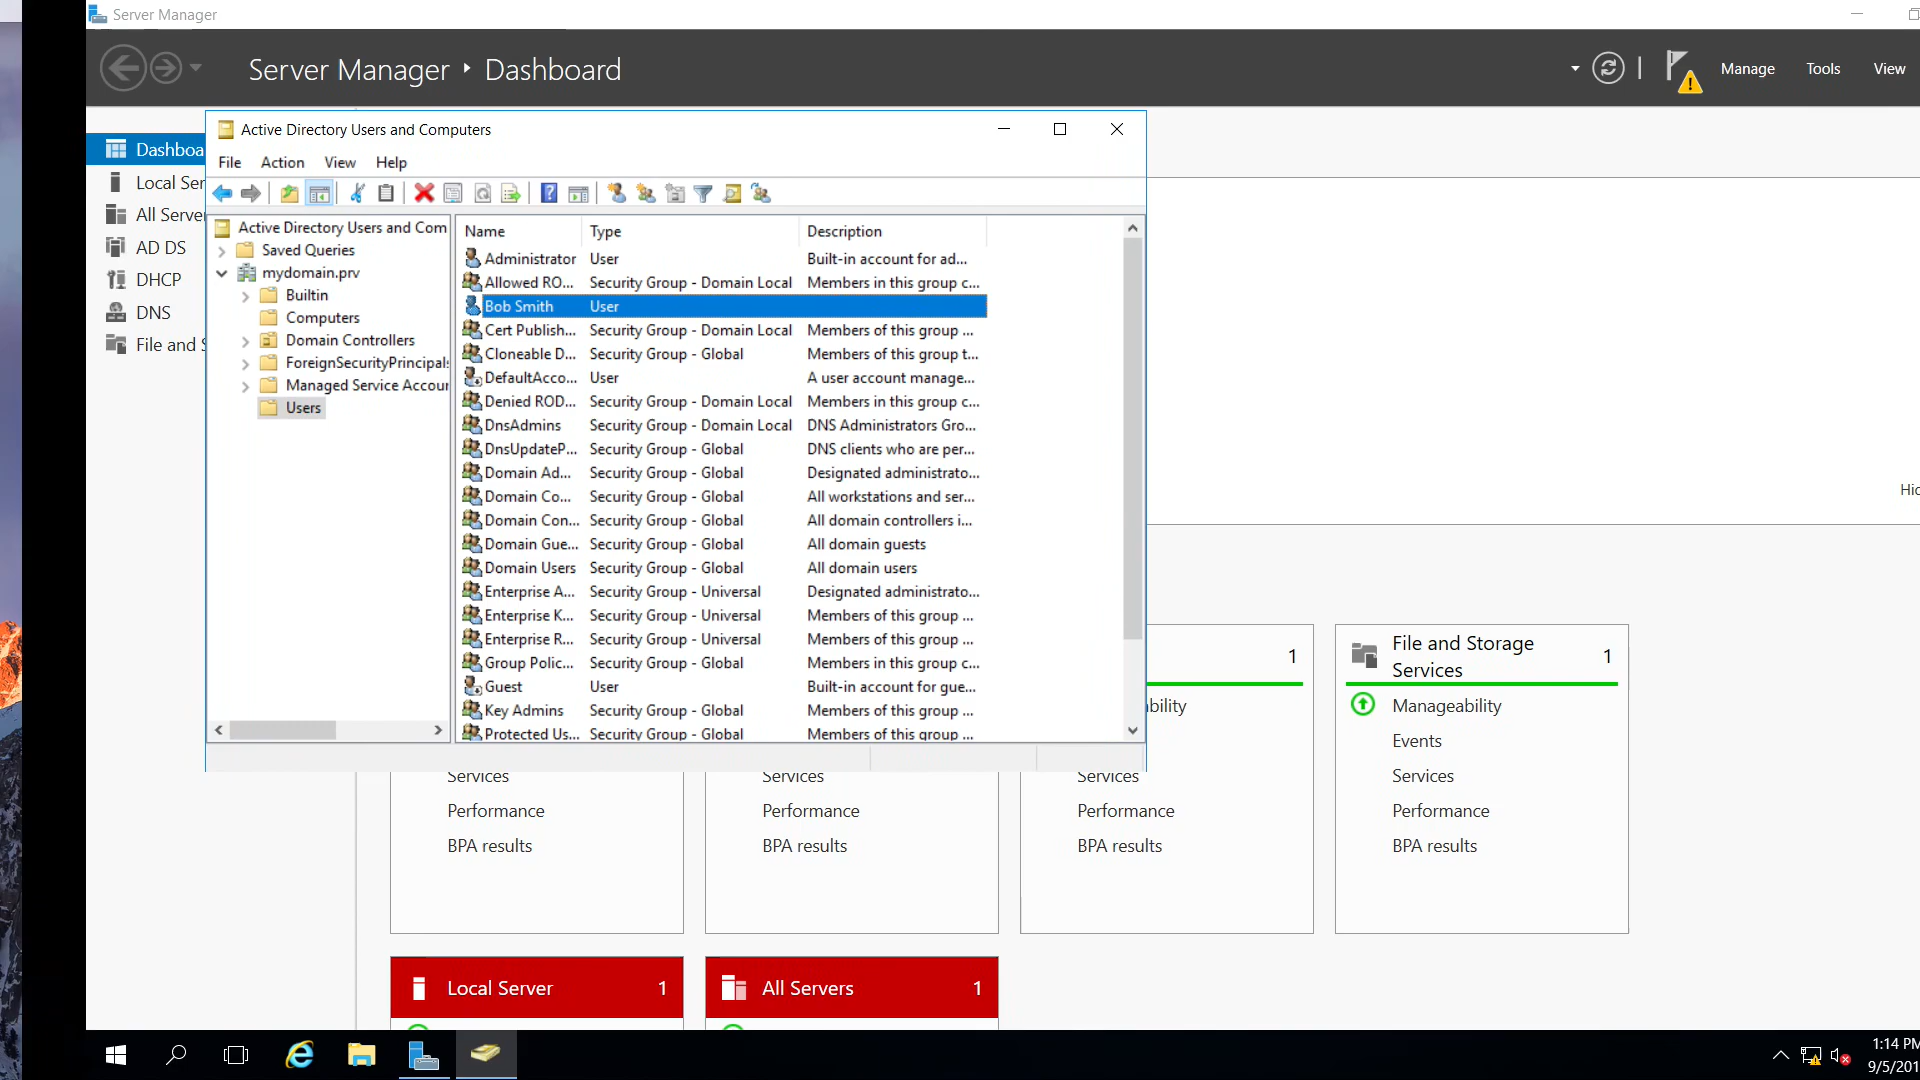 Server Manager
Server Manager ‣ Dashboard
Manage
Tools
View
Dashboa
Local Ser
All Server
AD DS
DHCP
DNS
File and S
Active Directory Users and Computers
File
Action
View
Help
Active Directory Users and Com
Saved Queries
mydomain.prv
Builtin
Computers
Domain Controllers
ForeignSecurityPrincipals
Managed Service Accour
Users
Name Type Description
Administrator User Built-in account for ad...
Allowed RO... Security Group - Domain Local Members in this group c...
Bob Smith User
Cert Publish... Security Group - Domain Local Members of this group ...
Cloneable D... Security Group - Global Members of this group t...
DefaultAcco... User A user account manage...
Denied ROD... Security Group - Domain Local Members in this group c...
DnsAdmins Security Group - Domain Local DNS Administrators Gro...
DnsUpdateP... Security Group - Global DNS clients who are per...
Domain Ad... Security Group - Global Designated administrato...
Domain Co... Security Group - Global All workstations and ser...
Domain Con... Security Group - Global All domain controllers i...
Domain Gue... Security Group - Global All domain guests
Domain Users Security Group - Global All domain users
Enterprise A... Security Group - Universal Designated administrato...
Enterprise K... Security Group - Universal Members of this group ...
Enterprise R... Security Group - Universal Members of this group ...
Group Polic... Security Group - Global Members in this group c...
Guest User Built-in account for gue...
Key Admins Security Group - Global Members of this group ...
Protected Us... Security Group - Global Members of this group ...
Hid
1
bility
File and Storage
Services
1
Manageability
Events
Services
Performance
BPA results
Services
Performance
BPA results
Services
Performance
BPA results
Services
Performance
BPA results
Local Server 1
All Servers 1
1:14 PM
9/5/201